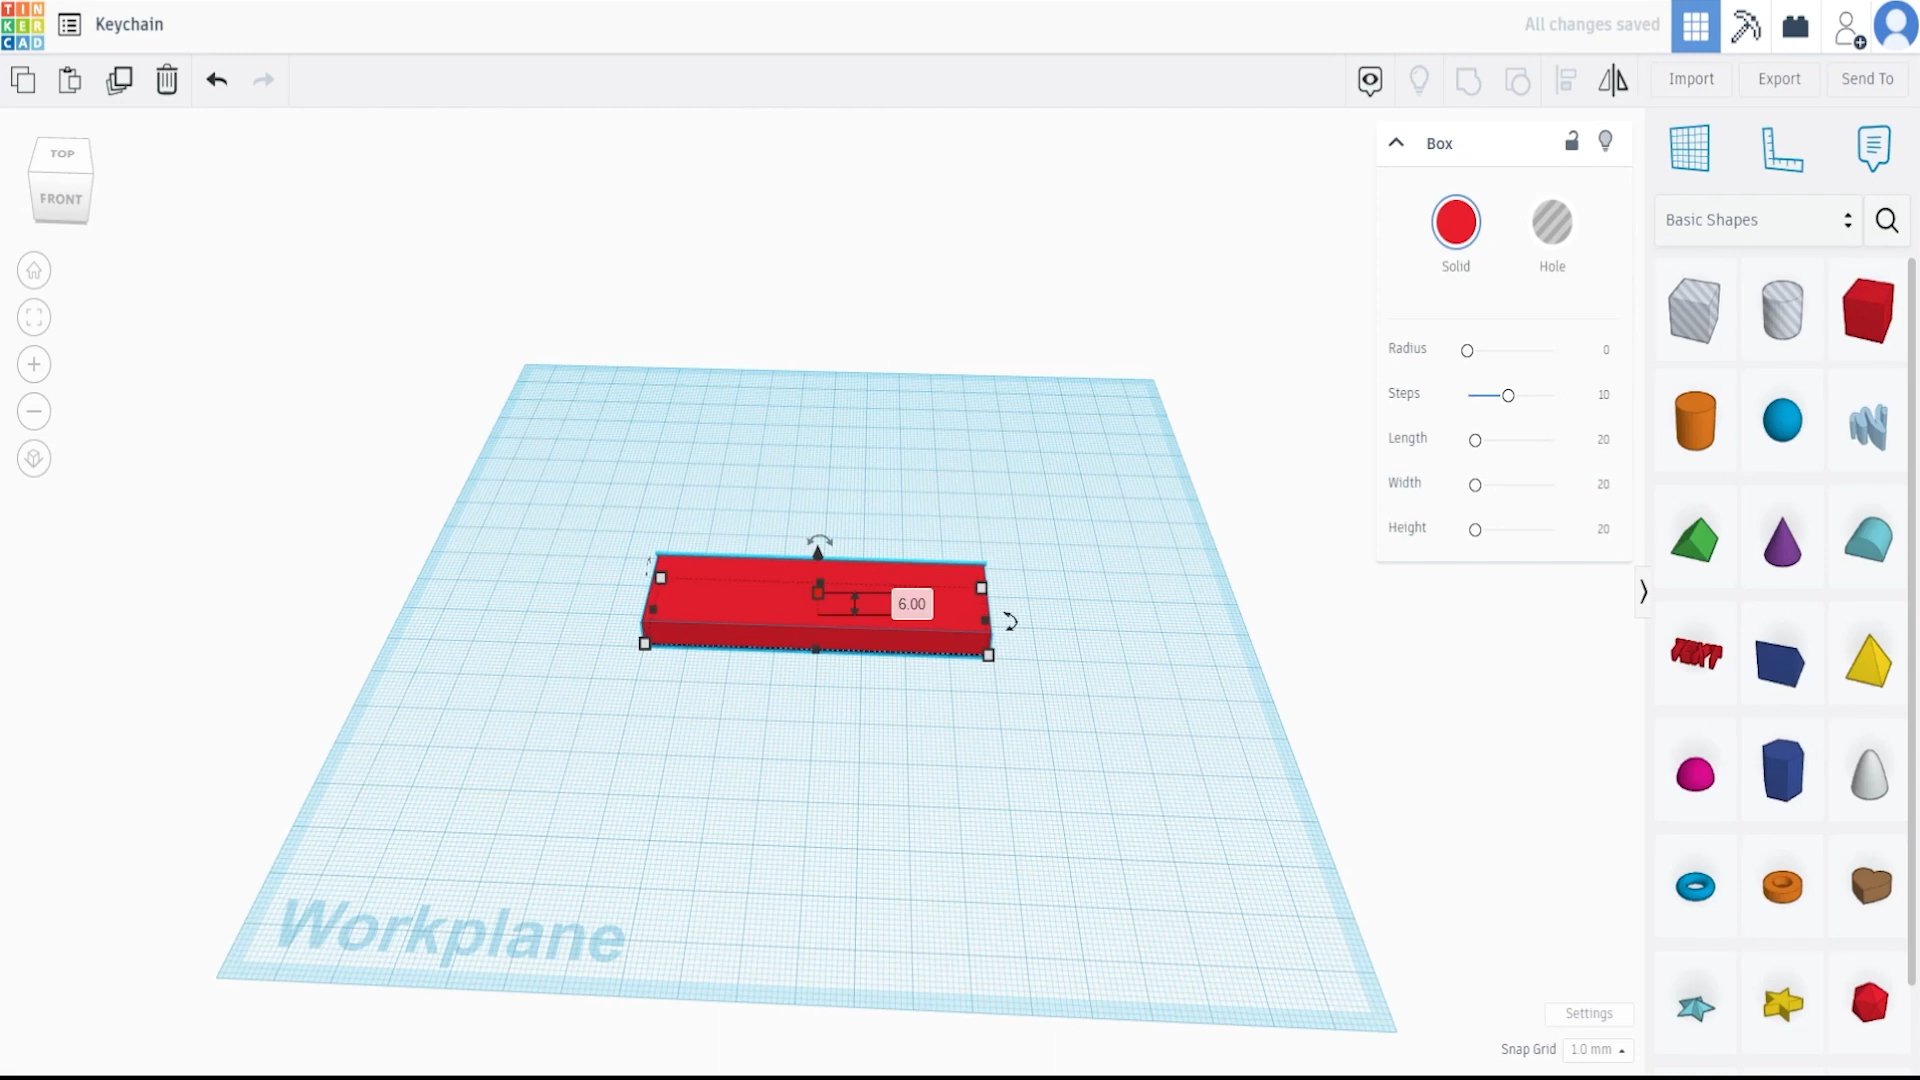 TIN
KER
CAD
Keychain
All changes saved
Import
Export
Send To
TOP
FRONT
Box
Solid
Hole
Radius
0
Steps
10
Length
20
Width
20
Height
20
Basic Shapes
6.00
TEXT
Workplane
Settings
Snap Grid
1.0 mm